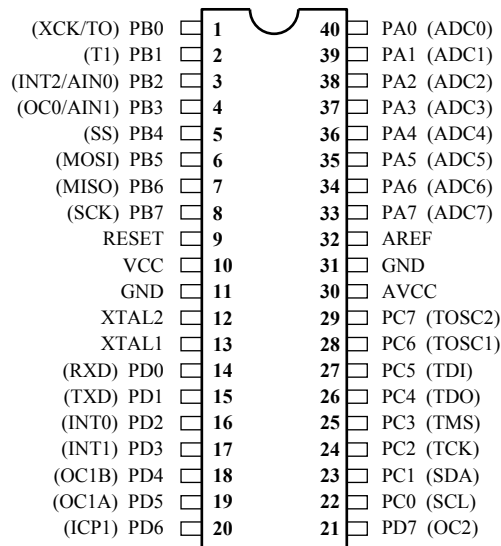 (XCK/TO) PB0 1 40 PA0 (ADC0)
(T1) PB1 2 39 PA1 (ADC1)
(INT2/AIN0) PB2 3 38 PA2 (ADC2)
(OC0/AIN1) PB3 4 37 PA3 (ADC3)
(SS) PB4 5 36 PA4 (ADC4)
(MOSI) PB5 6 35 PA5 (ADC5)
(MISO) PB6 7 34 PA6 (ADC6)
(SCK) PB7 8 33 PA7 (ADC7)
RESET 9 32 AREF
VCC 10 31 GND
GND 11 30 AVCC
XTAL2 12 29 PC7 (TOSC2)
XTAL1 13 28 PC6 (TOSC1)
(RXD) PD0 14 27 PC5 (TDI)
(TXD) PD1 15 26 PC4 (TDO)
(INT0) PD2 16 25 PC3 (TMS)
(INT1) PD3 17 24 PC2 (TCK)
(OC1B) PD4 18 23 PC1 (SDA)
(OC1A) PD5 19 22 PC0 (SCL)
(ICP1) PD6 20 21 PD7 (OC2)